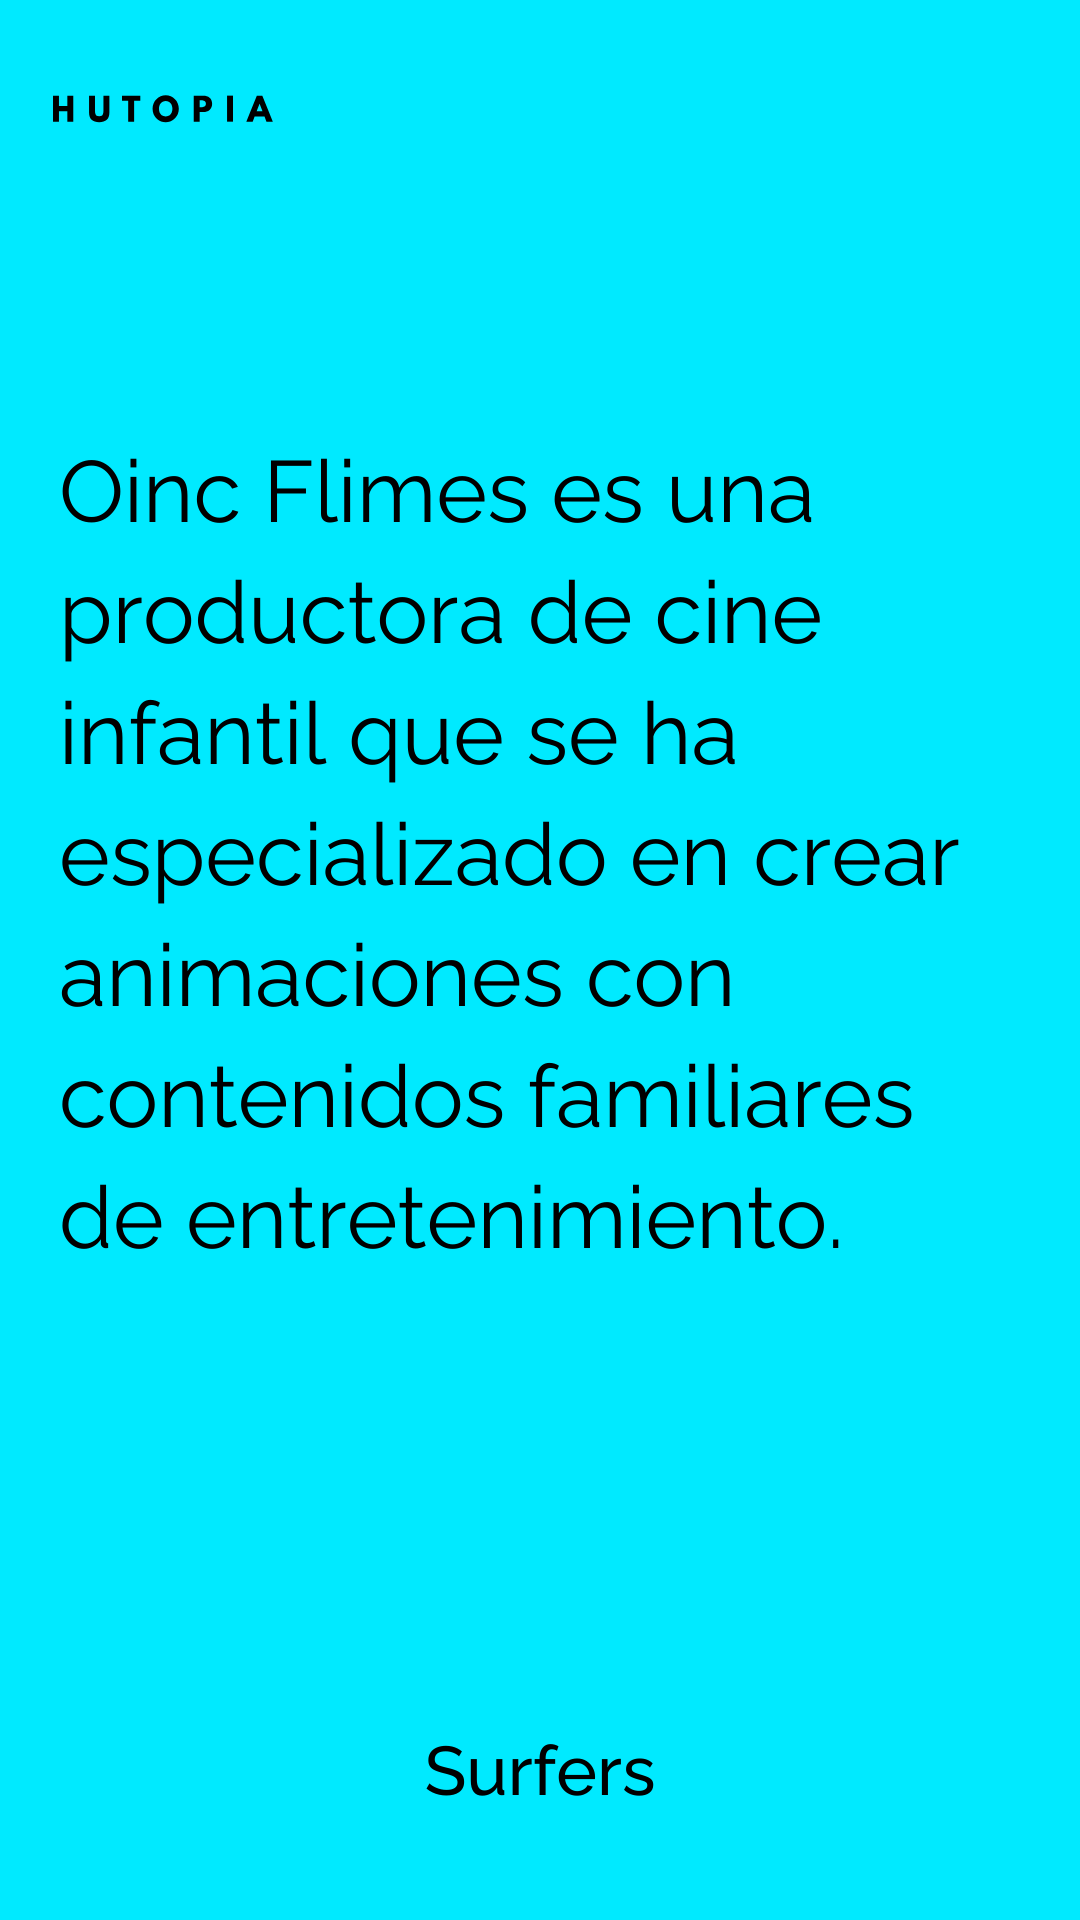 HUTOPIA
Oinc Flimes es una
productora de cine
infantil que se ha
especializado en crear
animaciones con
contenidos familiares
de entretenimiento.
Surfers